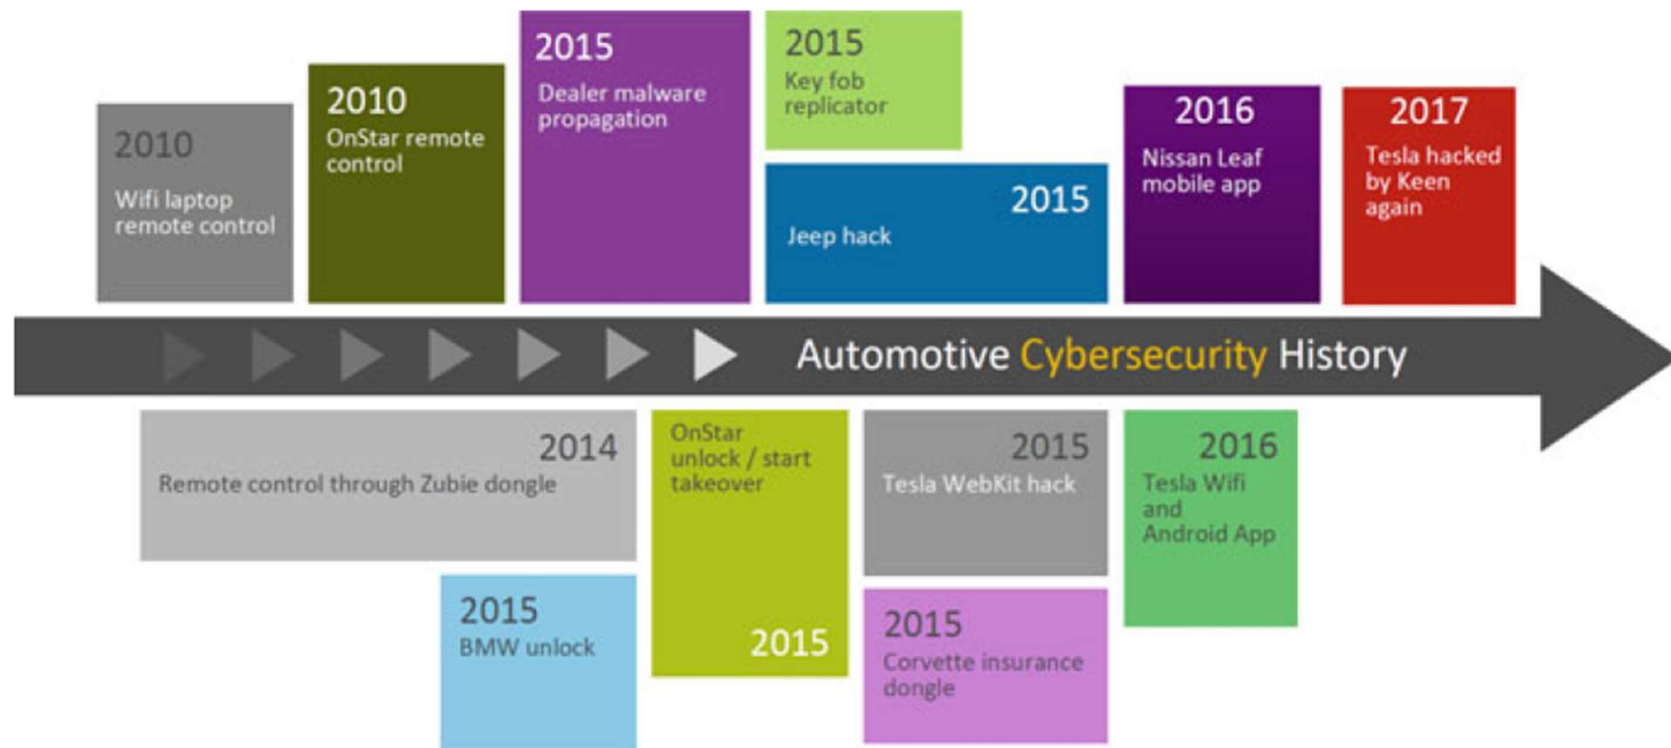 2010
Wifi laptop
remote control
2010
OnStar remote
control
2015
Dealer malware
propagation
2015
Key fob
replicator
2015
Jeep hack
2016
Nissan Leaf
mobile app
2017
Tesla hacked
by Keen
again
Automotive Cybersecurity History
2014
Remote control through Zubie dongle
2015
BMW unlock
OnStar
unlock / start
takeover
2015
2015
Tesla WebKit hack
2015
Corvette insurance
dongle
2016
Tesla Wifi
and
Android App